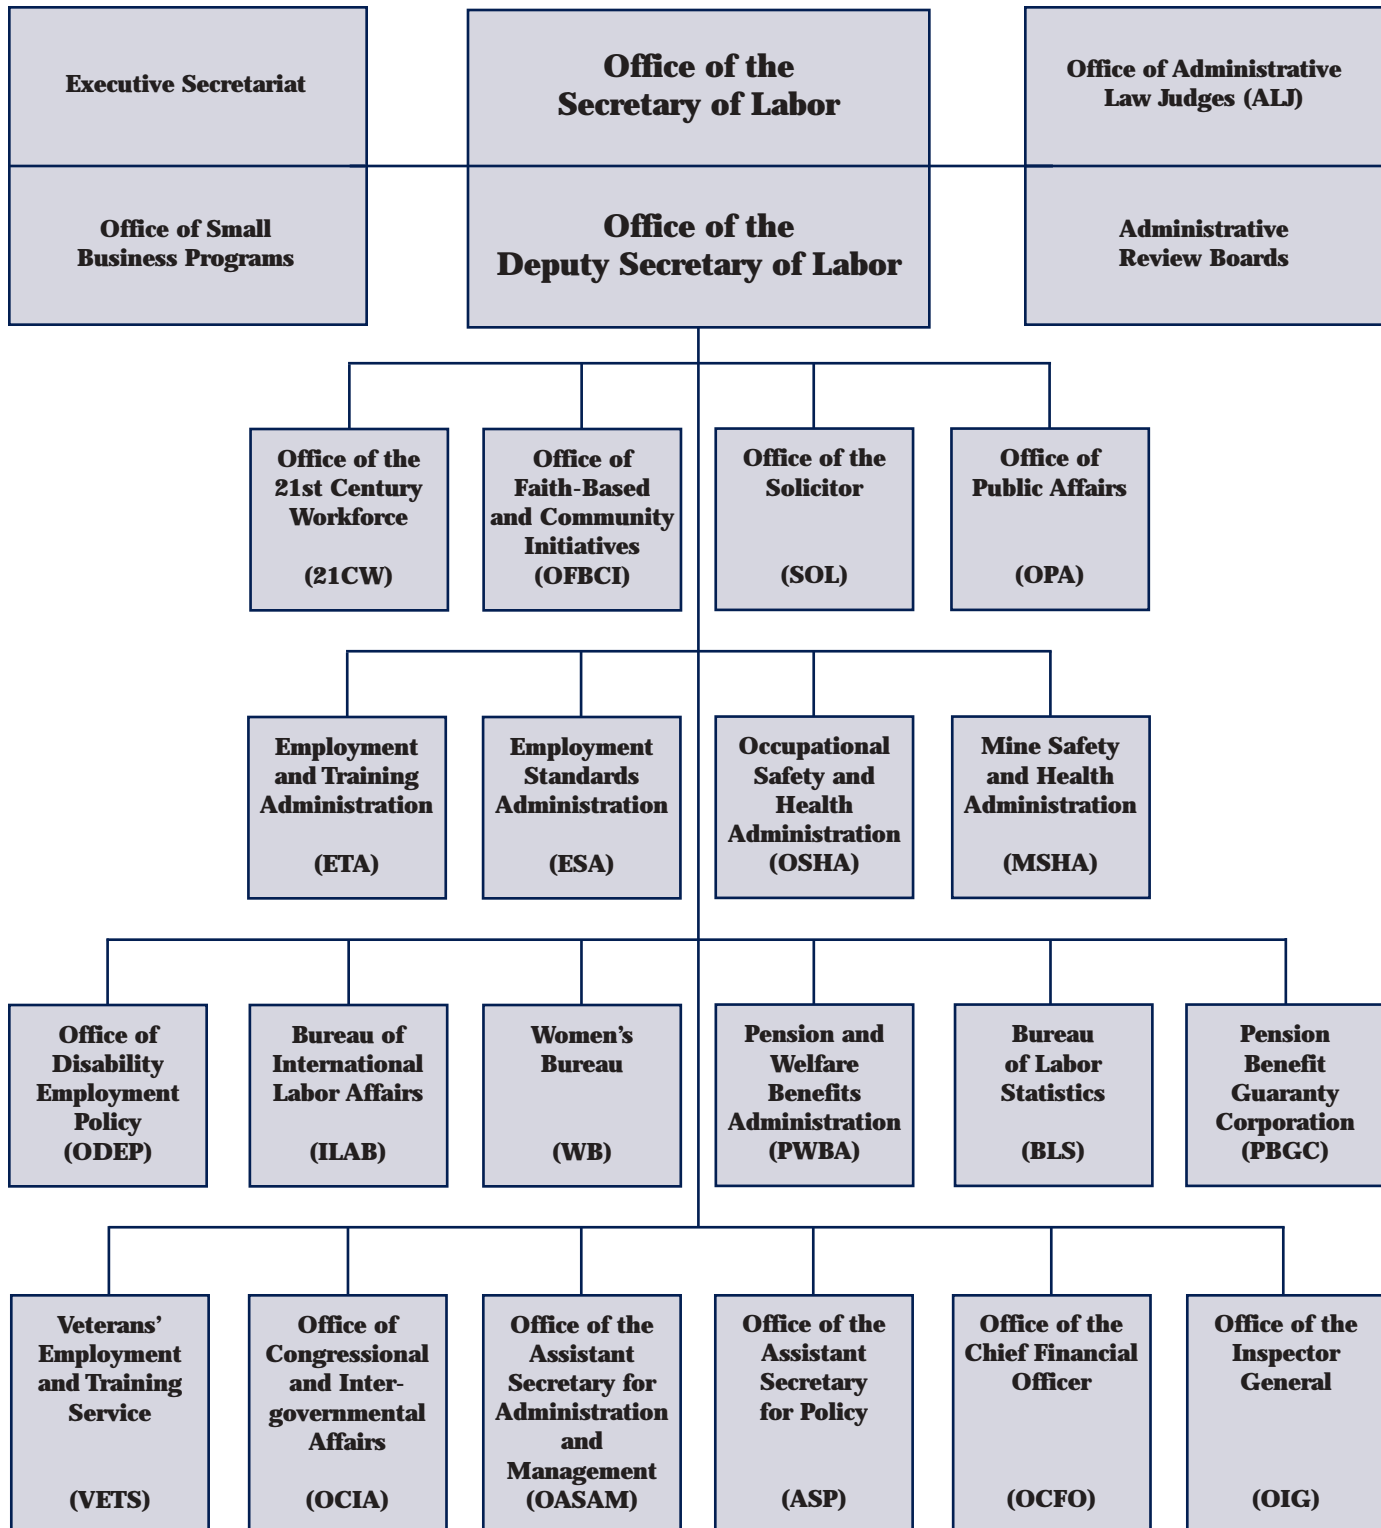 Executive Secretariat
Office of the
Secretary of Labor
Office of Administrative
Law Judges (ALJ)
Office of Small
Business Programs
Office of the
Deputy Secretary of Labor
Administrative
Review Boards
Office of the
21st Century
Workforce
(21CW)
Office of
Faith-Based
and Community
Initiatives
(OFBCI)
Office of the
Solicitor
(SOL)
Office of
Public Affairs
(OPA)
Employment
and Training
Administration
(ETA)
Employment
Standards
Administration
(ESA)
Occupational
Safety and
Health
Administration
(OSHA)
Mine Safety
and Health
Administration
(MSHA)
Office of
Disability
Employment
Policy
(ODEP)
Bureau of
International
Labor Affairs
(ILAB)
Women’s
Bureau
(WB)
Pension and
Welfare
Benefits
Administration
(PWBA)
Bureau
of Labor
Statistics
(BLS)
Pension
Benefit
Guaranty
Corporation
(PBGC)
Veterans’
Employment
and Training
Service
(VETS)
Office of
Congressional
and Inter-
governmental
Affairs
(OCIA)
Office of the
Assistant
Secretary for
Administration
and
Management
(OASAM)
Office of the
Assistant
Secretary
for Policy
(ASP)
Office of the
Chief Financial
Officer
(OCFO)
Office of the
Inspector
General
(OIG)